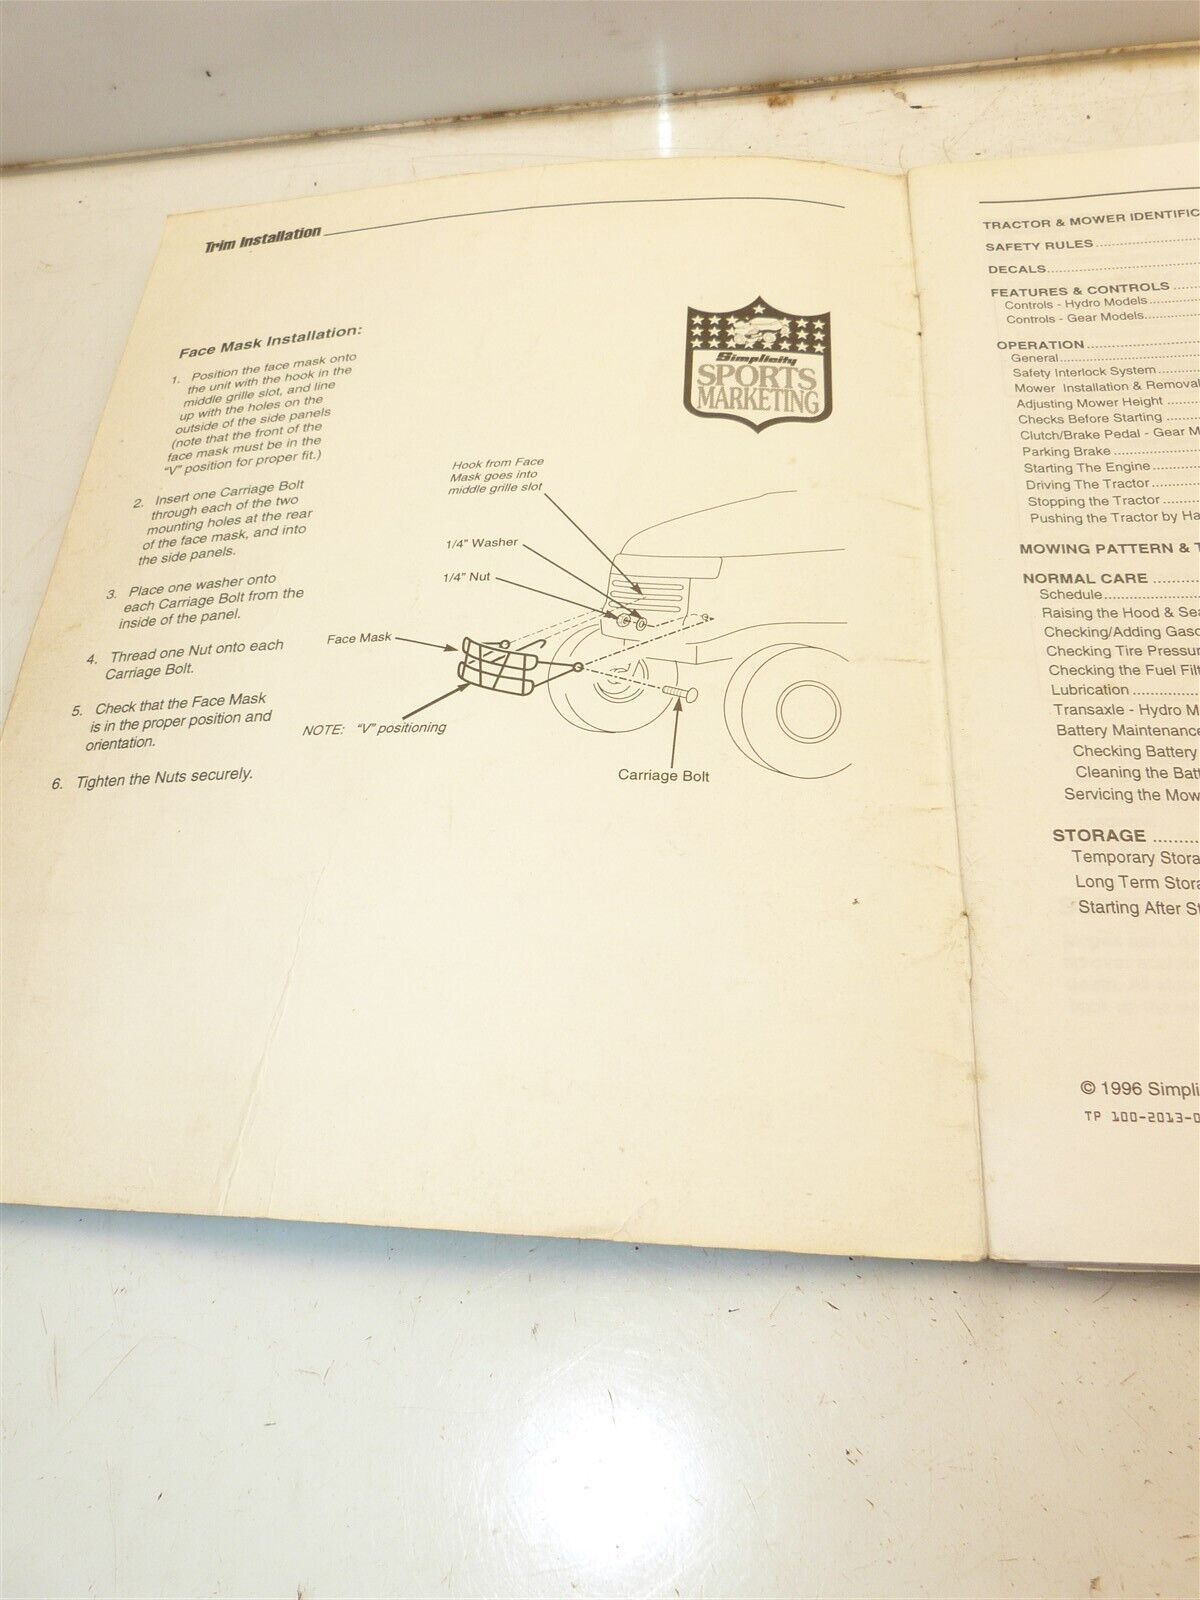 Trim Installation
Face Mask Installation:
1. Position the face mask onto
the unit with the hook in the
middle grille slot, and line
up with the holes on the
outside of the side panels
(note that the front of the
face mask must be in the
"V" position for proper fit.)
2. Insert one Carriage Bolt
through each of the two
mounting holes at the rear
of the face mask, and into
the side panels.
3. Place one washer onto
each Carriage Bolt from the
inside of the panel.
4. Thread one Nut onto each
Carriage Bolt.
5. Check that the Face Mask
is in the proper position and
orientation.
6. Tighten the Nuts securely.
Simplicity
SPORTS
MARKETING
Hook from Face
Mask goes into
middle grille slot
1/4" Washer
1/4" Nut
Face Mask
NOTE: "V" positioning
Carriage Bolt
TRACTOR & MOWER IDENTIFIC
SAFETY RULES
DECALS
FEATURES & CONTROLS
Controls - Hydro Models
Controls - Gear Models
OPERATION
General
Safety Interlock System
Mower Installation & Removal
Adjusting Mower Height
Checks Before Starting
Clutch/Brake Pedal - Gear M
Parking Brake
Starting The Engine
Driving The Tractor
Stopping the Tractor
Pushing the Tractor by Ha
MOWING PATTERN & T
NORMAL CARE
Schedule
Raising the Hood & Sea
Checking/Adding Gaso
Checking Tire Pressur
Checking the Fuel Filt
Lubrication
Transaxle - Hydro M
Battery Maintenance
Checking Battery
Cleaning the Batt
Servicing the Mow
STORAGE
Temporary Stora
Long Term Stora
Starting After St
© 1996 Simpli
TP 100-2013-0